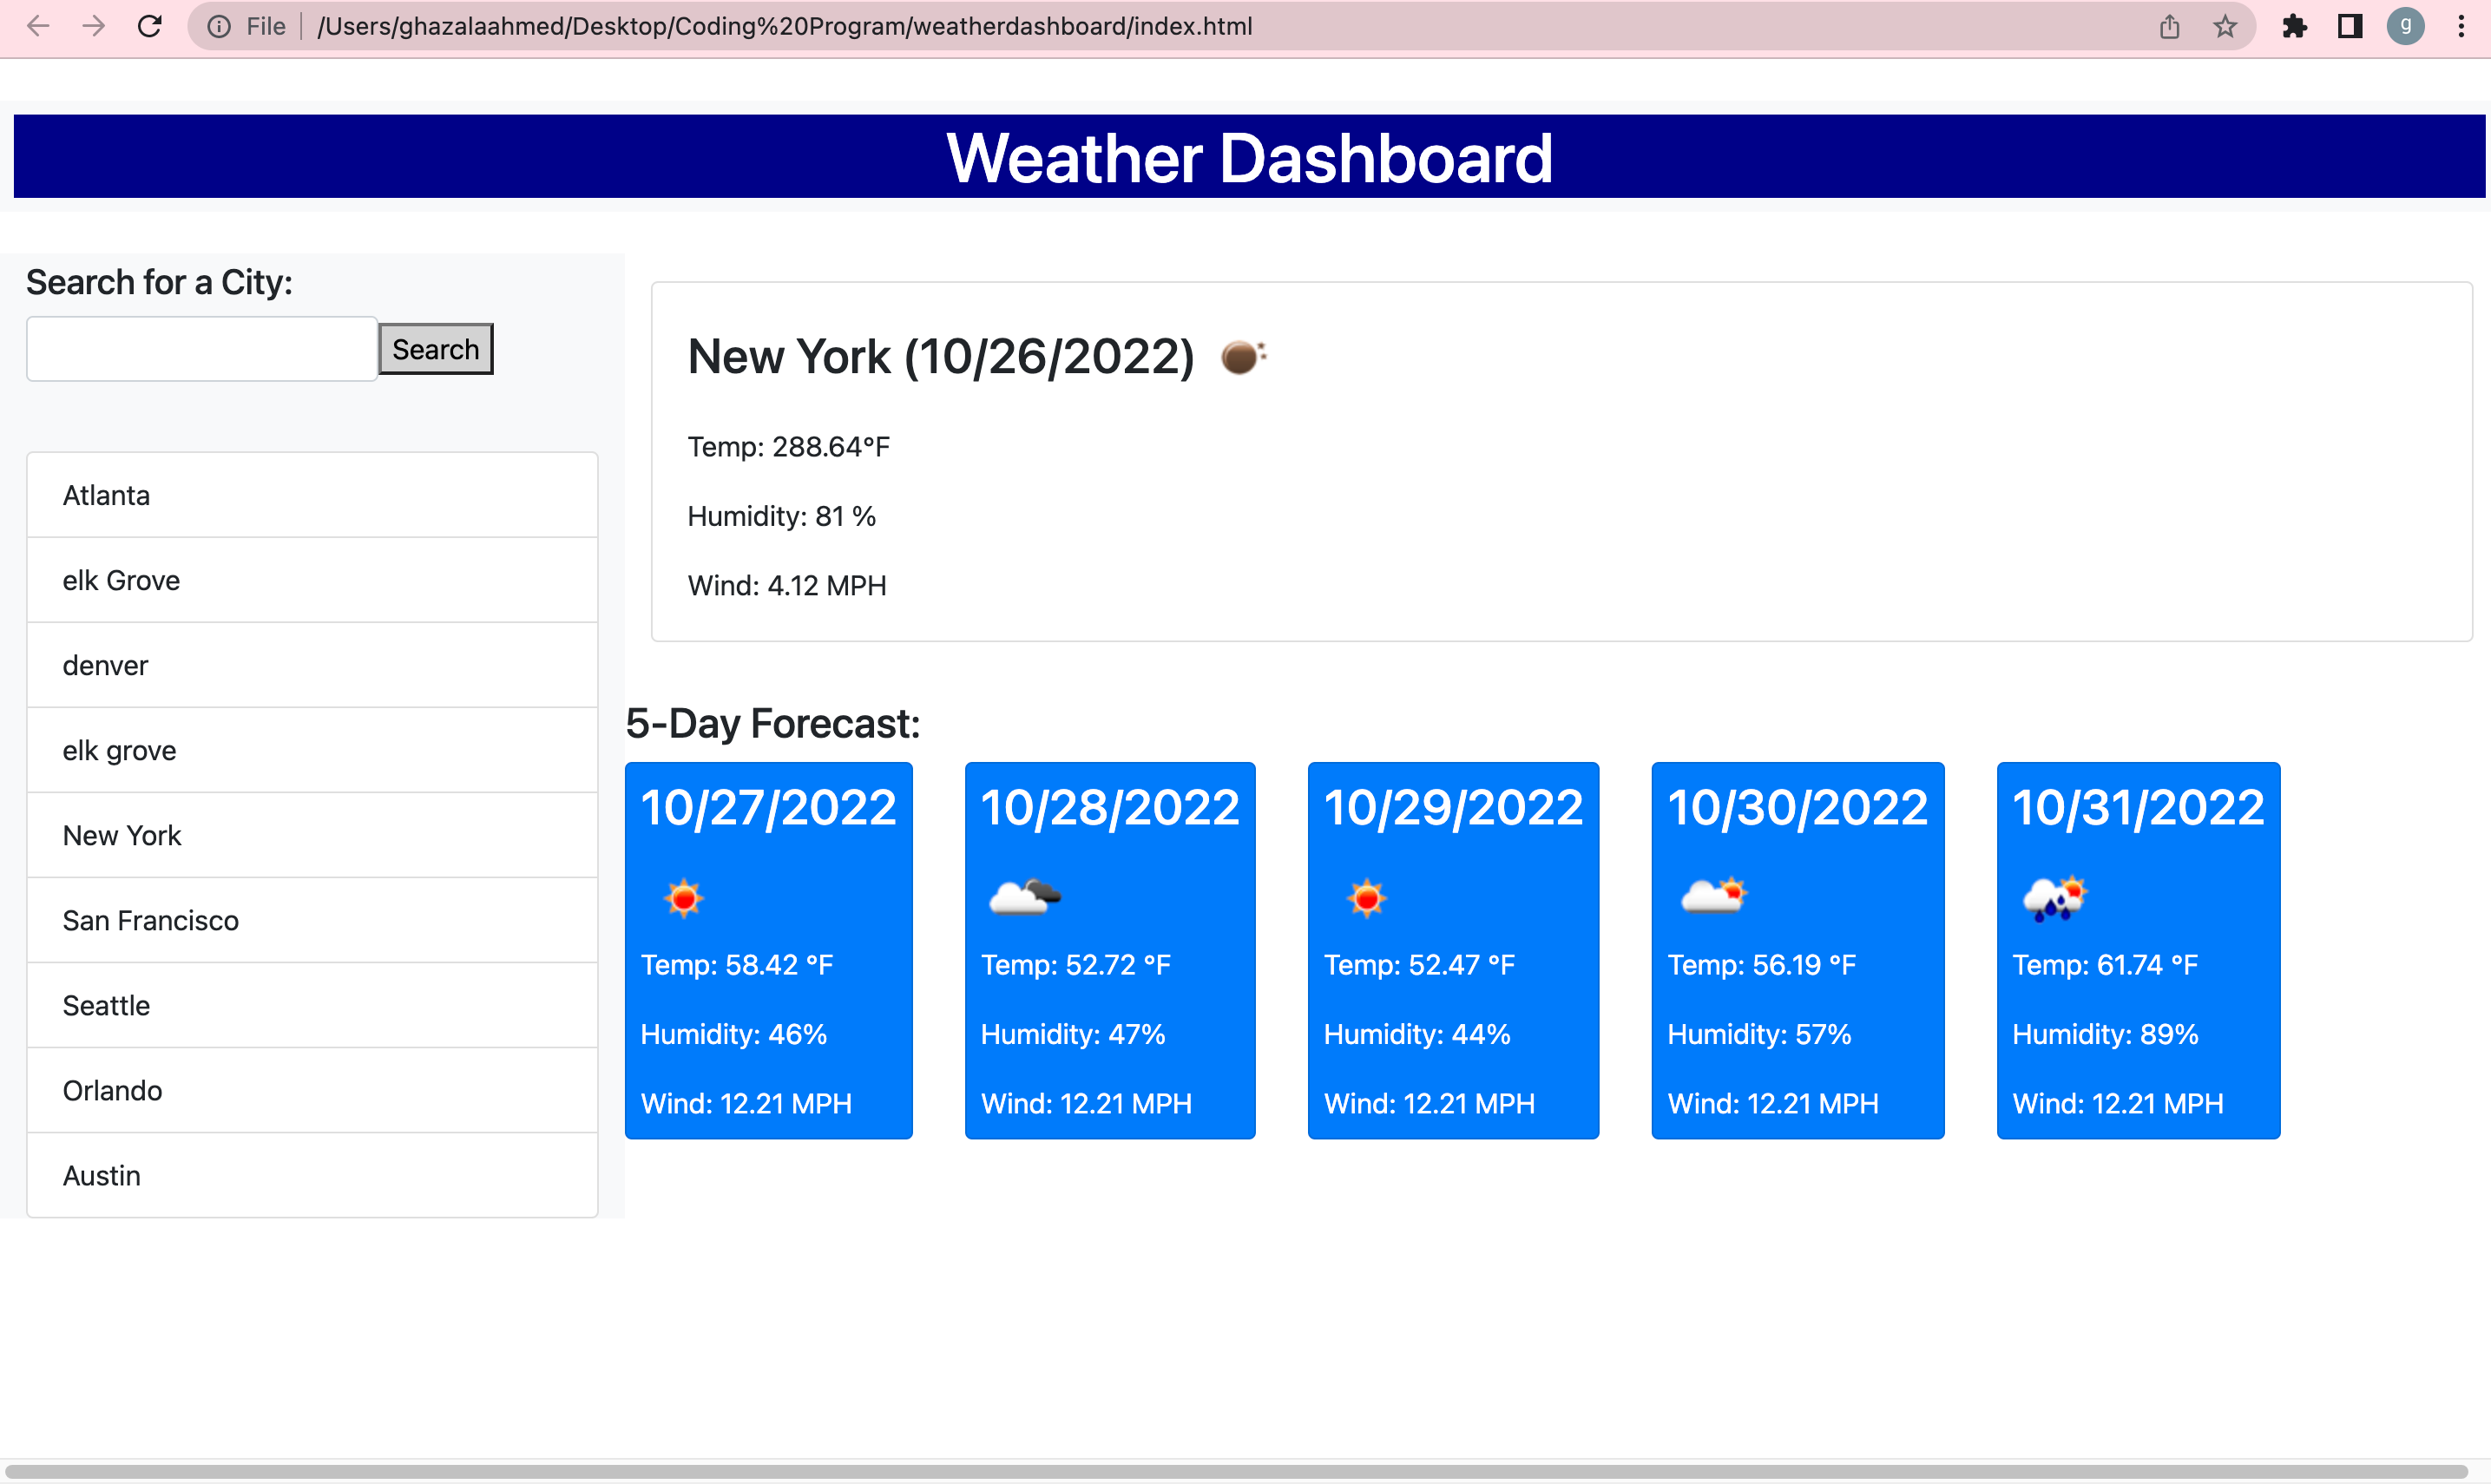 File /Users/ghazalaahmed/Desktop/Coding%20Program/weatherdashboard/index.html
g
Weather Dashboard
Search for a City:
Search
Atlanta
elk Grove
denver
elk grove
New York
San Francisco
Seattle
Orlando
Austin
New York (10/26/2022)
Temp: 288.64°F
Humidity: 81 %
Wind: 4.12 MPH
5-Day Forecast:
10/27/2022
Temp: 58.42 °F
Humidity: 46%
Wind: 12.21 MPH
10/28/2022
Temp: 52.72 °F
Humidity: 47%
Wind: 12.21 MPH
10/29/2022
Temp: 52.47 °F
Humidity: 44%
Wind: 12.21 MPH
10/30/2022
Temp: 56.19 °F
Humidity: 57%
Wind: 12.21 MPH
10/31/2022
Temp: 61.74 °F
Humidity: 89%
Wind: 12.21 MPH